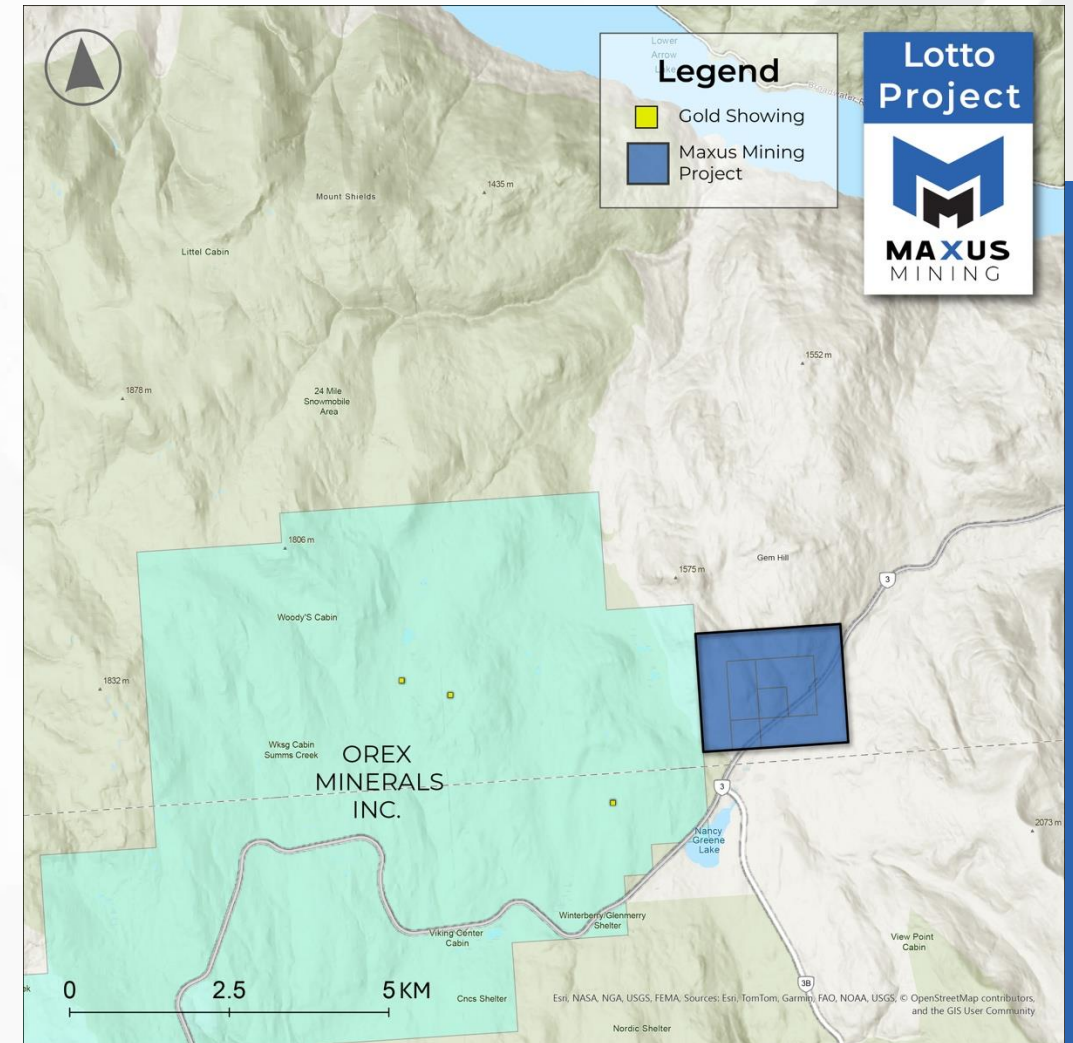 Lower
Arrow
Lake
Legend
Gold Showing
Maxus Mining
Project
Lotto
Project
MAXUS
MINING
1435 m
Mount Shields
Littel Cabin
1552 m
1878 m
24 Mile
Snowmobile
Area
1806 m
Gem Hill
1575 m
3
Woody'S Cabin
1832 m
Wksg Cabin
Summs Creek
OREX
MINERALS
INC.
3
2073 m
Nancy
Greene
Lake
Winterberry/Glenmerry
Shelter
Viking Center
Cabin
View Point
Cabin
0 2.5 5 KM
3B
Cncs Shelter
Esri, NASA, NGA, USGS, FEMA, Sources: Esri, TomTom, Garmin, FAO, NOAA, USGS, © OpenStreetMap contributors,
and the GIS User Community
Nordic Shelter